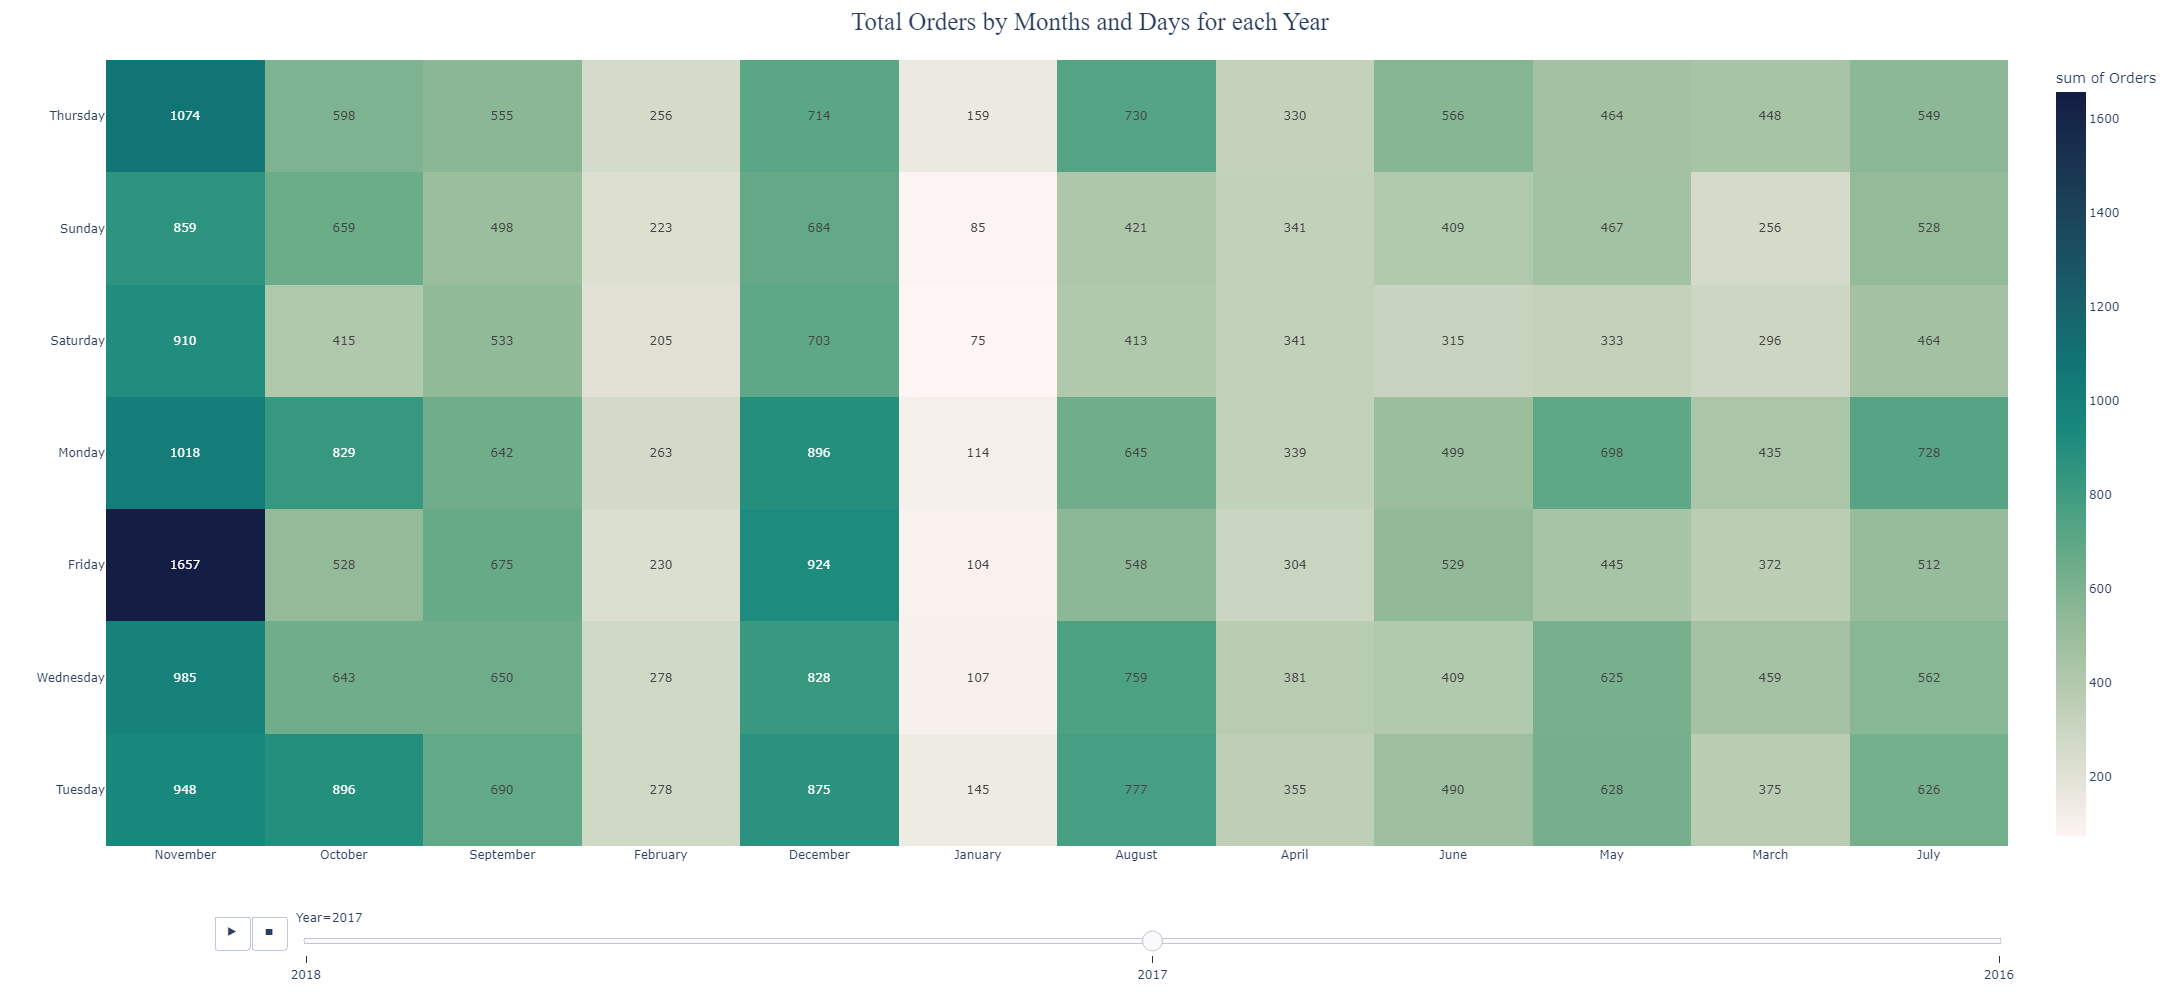 Total Orders by Months and Days for each Year
sum of Orders
Thursday 1074 598 555 256 714 159 730 330 566 464 448 549
Sunday 859 659 498 223 684 85 421 341 409 467 256 528
Saturday 910 415 533 205 703 75 413 341 315 333 296 464
Monday 1018 829 642 263 896 114 645 339 499 698 435 728
Friday 1657 528 675 230 924 104 548 304 529 445 372 512
Wednesday 985 643 650 278 828 107 759 381 409 625 459 562
Tuesday 948 896 690 278 875 145 777 355 490 628 375 626
November October September February December January August April June May March July
1600
1400
1200
1000
800
600
400
200
Year=2017
2018 2017 2016